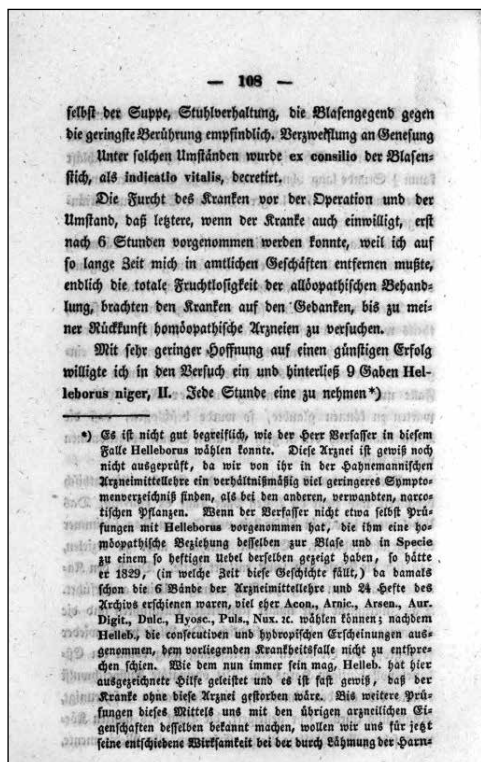 — 108 —
selbst der Suppe, Stuhlverhaltung, die Blasengegend gegen
die geringste Berührung empfindlich. Verzweiflung an Genesung
Unter solchen Umständen wurde ex consilio der Blasen-
stich, als indicatio vitalis, decretirt.
Die Furcht des Kranken vor der Operation und der
Umstand, daß letztere, wenn der Kranke auch einwilligt, erst
nach 6 Stunden vorgenommen werden konnte, weil ich auf
so lange Zeit mich in amtlichen Geschäften entfernen mußte,
endlich die totale Fruchtlosigkeit der allöopathischen Behand-
lung, brachten den Kranken auf den Gedanken, bis zu mei-
ner Rückkunft homöopathische Arzneien zu versuchen.
Mit sehr geringer Hoffnung auf einen günstigen Erfolg
willigte ich in den Versuch ein und hinterließ 9 Gaben Hel-
leborus niger, II. Jede Stunde eine zu nehmen*)
*) Es ist nicht gut begreiflich, wie der Herr Verfasser in diesem
Falle Helleborus wählen konnte. Diese Arznei ist gewiß noch
nicht ausgeprüft, da wir von ihr in der Hahnemannischen
Arzneimittellehre ein verhältnißmäßig viel geringeres Sympto-
menverzeichniß finden, als bei den anderen, verwandten, narco-
tischen Pflanzen. Wenn der Verfasser nicht etwa selbst Prü-
fungen mit Helleborus vorgenommen hat, die ihm eine ho-
möopathische Beziehung desselben zur Blase und in Specie
zu einem so heftigen Uebel derselben gezeigt haben, so hätte
er 1829, (in welche Zeit diese Geschichte fällt,) da damals
schon die 6 Bände der Arzneimittellehre und 24 Hefte des
Archivs erschienen waren, viel eher Acon., Arnic., Arsen., Aur.
Digit., Dulc., Hyosc., Puls., Nux. ꝛc. wählen können; nachdem
Helleb., die consecutiven und hydropischen Erscheinungen aus-
genommen, dem vorliegenden Krankheitsfalle nicht zu entspre-
chen schien. Wie dem nun immer sein mag, Helleb. hat hier
ausgezeichnete Hilfe geleistet und es ist fast gewiß, daß der
Kranke ohne diese Arznei gestorben wäre. Bis weitere Prü-
fungen dieses Mittels uns mit den übrigen arzneilichen Ei-
genschaften desselben bekannt machen, wollen wir uns für jetzt
seine entschiedene Wirksamkeit bei der durch Lähmung der Harn-